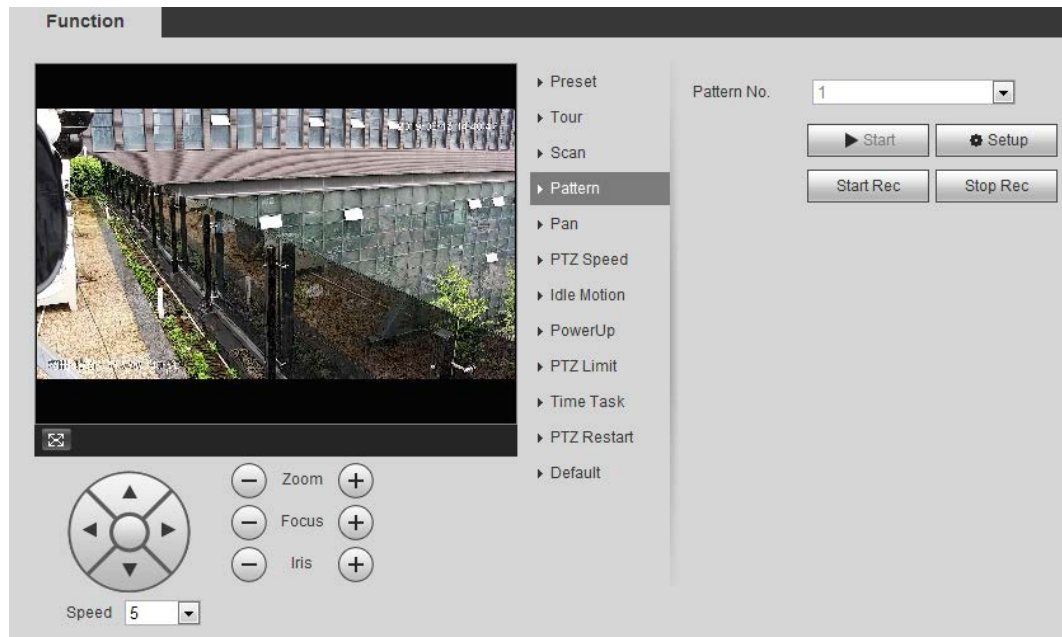 Function
Preset
Tour
Scan
Pattern
Pan
PTZ Speed
Idle Motion
PowerUp
PTZ Limit
Time Task
PTZ Restart
Default
Pattern No. 1
Start Setup
Start Rec Stop Rec
Zoom
Focus
Iris
Speed 5